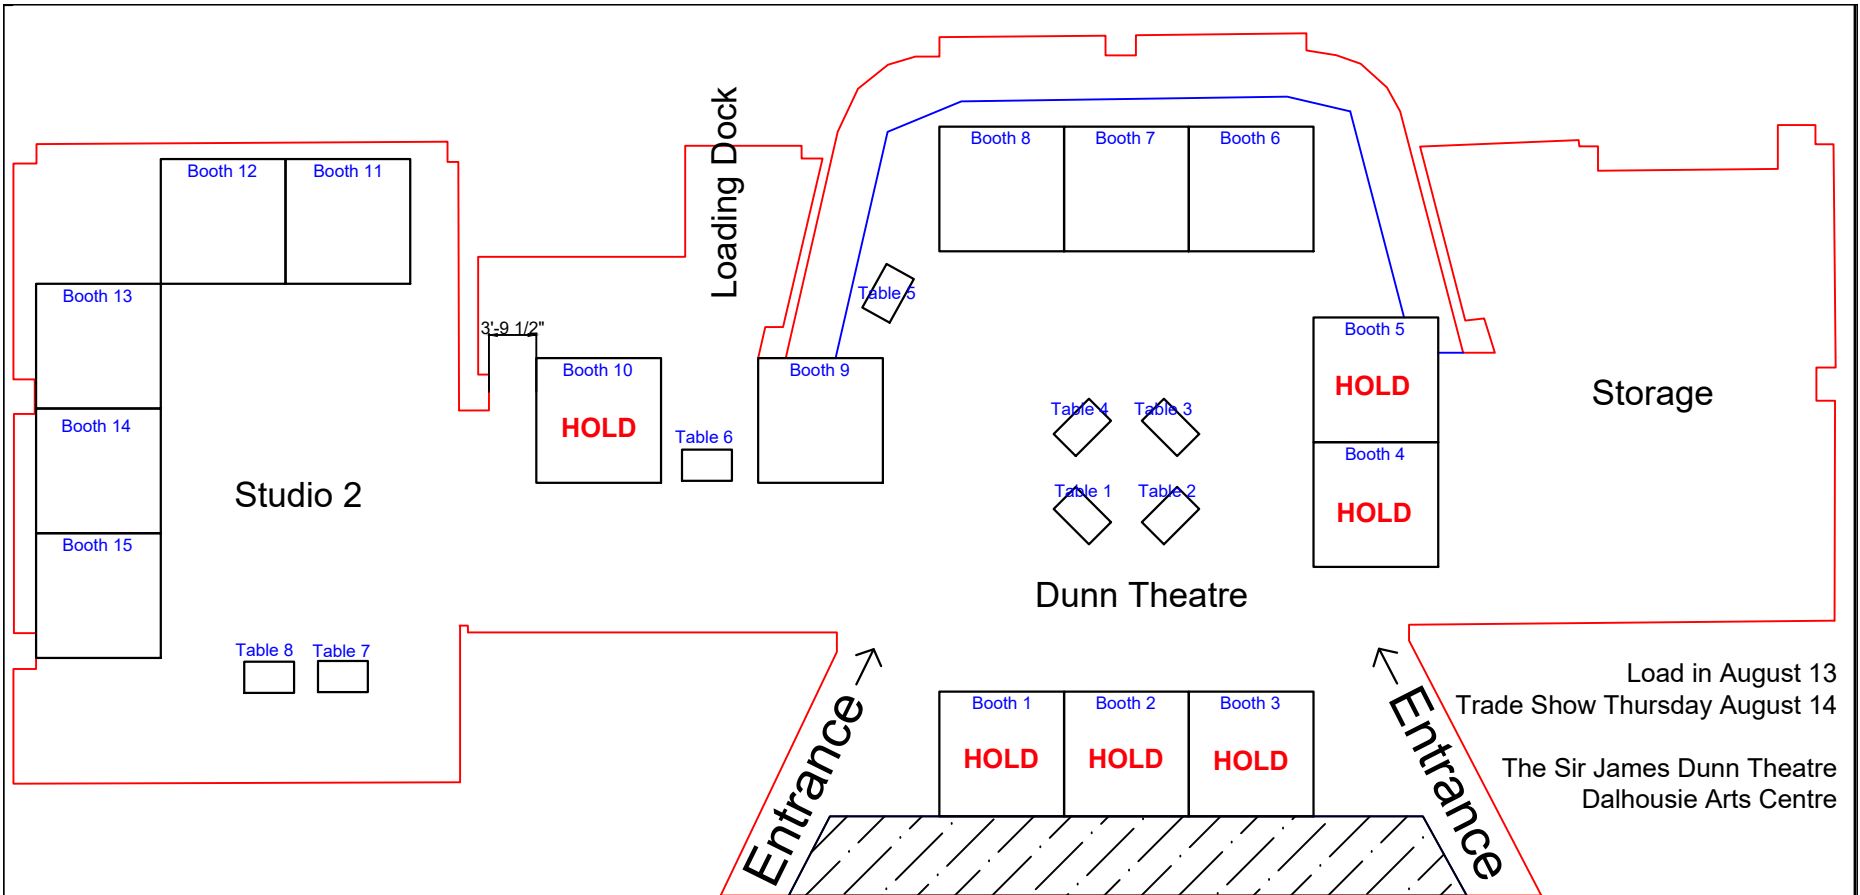 Loading Dock
Booth 8
Booth 7
Booth 6
Booth 12
Booth 11
Booth 13
Table 5
3'-9 1/2"
Booth 5
HOLD
Booth 10
HOLD
Booth 9
Storage
Table 4
Table 3
Booth 14
Table 6
Booth 4
HOLD
Studio 2
Table 1
Table 2
Booth 15
Dunn Theatre
Table 8
Table 7
Entrance
Booth 1
HOLD
Booth 2
HOLD
Booth 3
HOLD
Entrance
Load in August 13
Trade Show Thursday August 14
The Sir James Dunn Theatre
Dalhousie Arts Centre